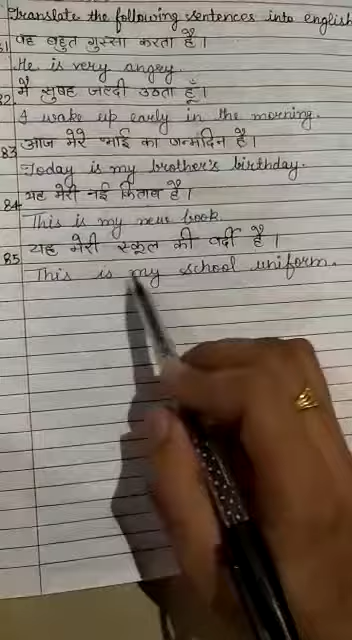 Translate the following sentences into english
81 वह बहुत गुस्सा करता है।
He is very angry.
82 मैं सुबह जल्दी उठता हूँ।
I wake up early in the morning.
83 आज मेरे भाई का जन्मदिन है।
Today is my brother's birthday.
84 यह मेरी नई किताब है।
This is my new book.
85 यह मेरी स्कूल की वर्दी है।
This is my school uniform.